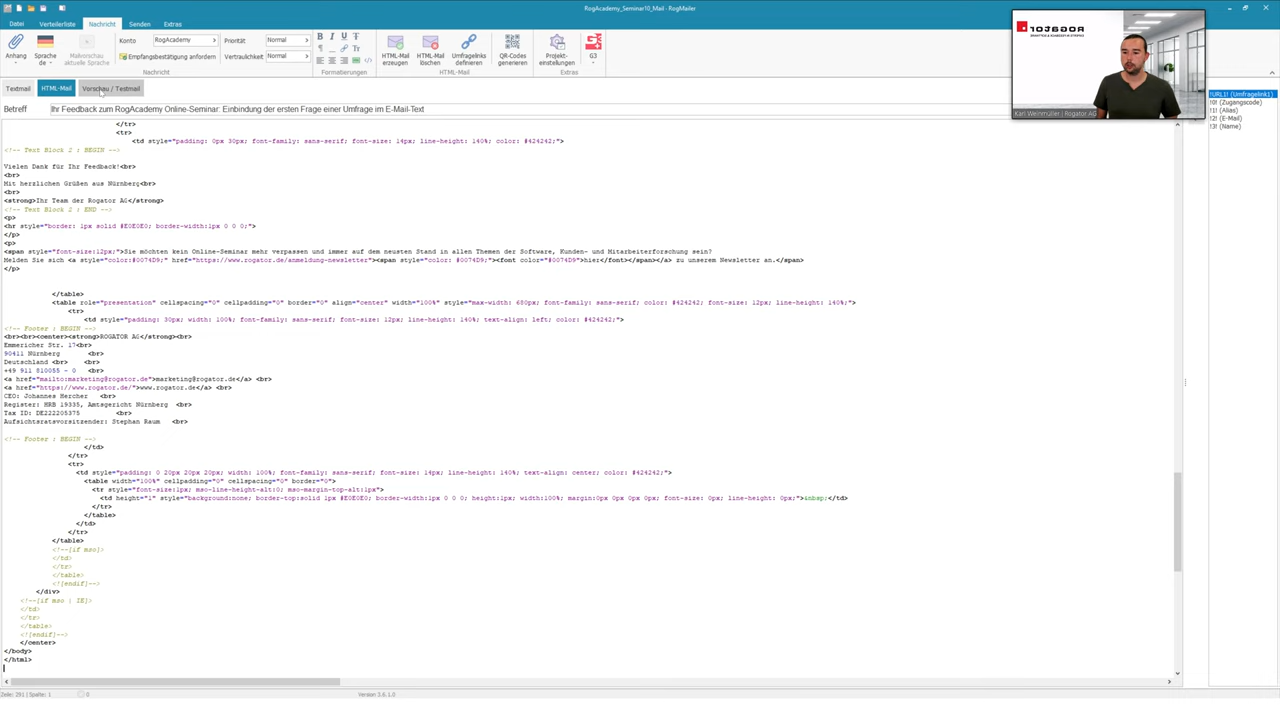 RogAcademy_Seminar10_Mail - RogMailer
Datei Verteilerliste Nachricht Senden Extras
Anhang
Sprache
de
Mailvorschau
aktuelle Sprache
Konto RogAcademy
Priorität Normal
Empfangsbestätigung anfordern
Vertraulichkeit Normal
Nachricht
Formatierungen
HTML-Mail
erzeugen
HTML-Mail
löschen
Umfragelinks
definieren
HTML-Mail
QR-Codes
generieren
Projekt-
einstellungen
G3
Extras
ROGATOR
Karl Weinmüller | Rogator AG
Textmail HTML-Mail Vorschau / Testmail
Betreff Ihr Feedback zum RogAcademy Online-Seminar: Einbindung der ersten Frage einer Umfrage im E-Mail-Text
!URL1! (Umfragelink1)
!0! (Zugangscode)
!1! (Alias)
!2! (E-Mail)
!3! (Name)
</tr>
<tr>
<td style="padding: 0px 30px; font-family: sans-serif; font-size: 14px; line-height: 140%; color: #424242;">
<!-- Text Block 2 : BEGIN -->
Vielen Dank für Ihr Feedback!<br>
<br>
Mit herzlichen Grüßen aus Nürnberg<br>
<br>
<strong>Ihr Team der Rogator AG</strong>
<!-- Text Block 2 : END -->
<p>
<hr style="border: 1px solid #E0E0E0; border-width:1px 0 0 0;">
</p>
<p>
<span style="font-size:12px;">Sie möchten kein Online-Seminar mehr verpassen und immer auf dem neusten Stand in allen Themen der Software, Kunden- und Mitarbeiterforschung sein?
Melden Sie sich <a style="color:#0074D9;" href="https://www.rogator.de/anmeldung-newsletter"><span style="color: #0074D9;"><font color="#0074D9">hier</font></span></a> zu unserem Newsletter an.</span>
</p>
</table>
<table role="presentation" cellspacing="0" cellpadding="0" border="0" align="center" width="100%" style="max-width: 680px; font-family: sans-serif; color: #424242; font-size: 12px; line-height: 140%;">
<tr>
<td style="padding: 30px; width: 100%; font-family: sans-serif; font-size: 12px; line-height: 140%; text-align: left; color: #424242;">
<!-- Footer : BEGIN -->
<br><br><center><strong>ROGATOR AG</strong><br>
Emmericher Str. 17<br>
90411 Nürnberg <br>
Deutschland <br> <br>
+49 911 810055 - 0 <br>
<a href="mailto:marketing@rogator.de">marketing@rogator.de</a> <br>
<a href="https://www.rogator.de/">www.rogator.de</a> <br>
CEO: Johannes Hercher <br>
Register: HRB 19335, Amtsgericht Nürnberg <br>
Tax ID: DE222205375 <br>
Aufsichtsratsvorsitzender: Stephan Raum <br>
<!-- Footer : BEGIN -->
</td>
</tr>
<tr>
<td style="padding: 0 20px 20px 20px; width: 100%; font-family: sans-serif; font-size: 14px; line-height: 140%; text-align: center; color: #424242;">
<table width="100%" cellpadding="0" cellspacing="0" border="0">
<tr style="font-size:1px; mso-line-height-alt:0; mso-margin-top-alt:1px">
<td height="1" style="background:none; border-top:solid 1px #E0E0E0; border-width:1px 0 0 0; height:1px; width:100%; margin:0px 0px 0px 0px; font-size: 0px; line-height: 0px;">&nbsp;</td>
</tr>
</table>
</td>
</tr>
</table>
<!--[if mso]>
</td>
</tr>
</table>
<![endif]-->
</div>
<!--[if mso | IE]>
</td>
</tr>
</table>
<![endif]-->
</center>
</body>
</html>
Zeile: 291 | Spalte: 1 0 Version 3.6.1.0